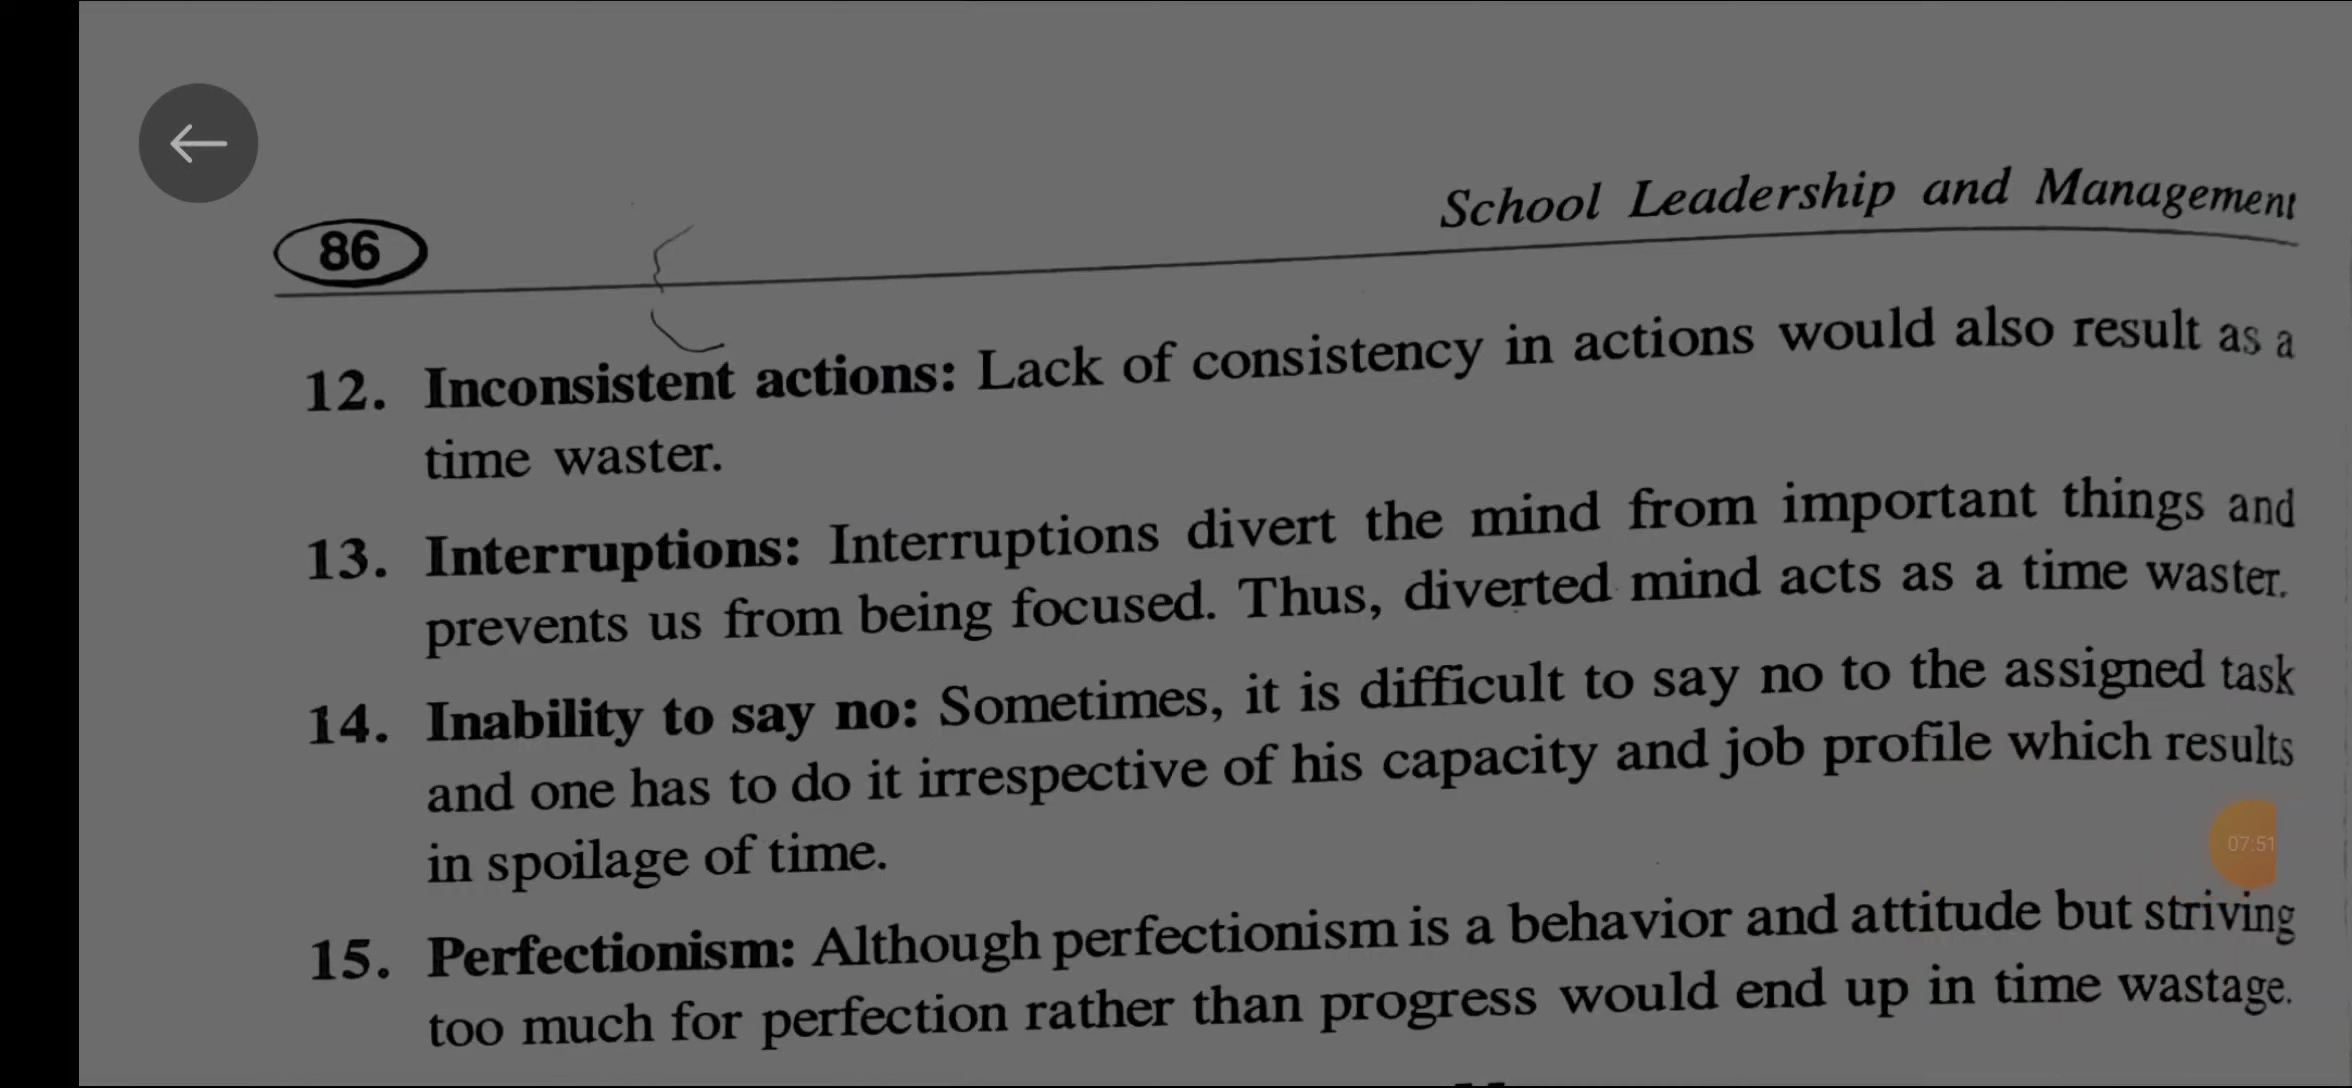 School Leadership and Management
86
12. Inconsistent actions: Lack of consistency in actions would also result as a
time waster.
13. Interruptions: Interruptions divert the mind from important things and
prevents us from being focused. Thus, diverted mind acts as a time waster.
14. Inability to say no: Sometimes, it is difficult to say no to the assigned task
and one has to do it irrespective of his capacity and job profile which results
in spoilage of time.
07:51
15. Perfectionism: Although perfectionism is a behavior and attitude but striving
too much for perfection rather than progress would end up in time wastage.